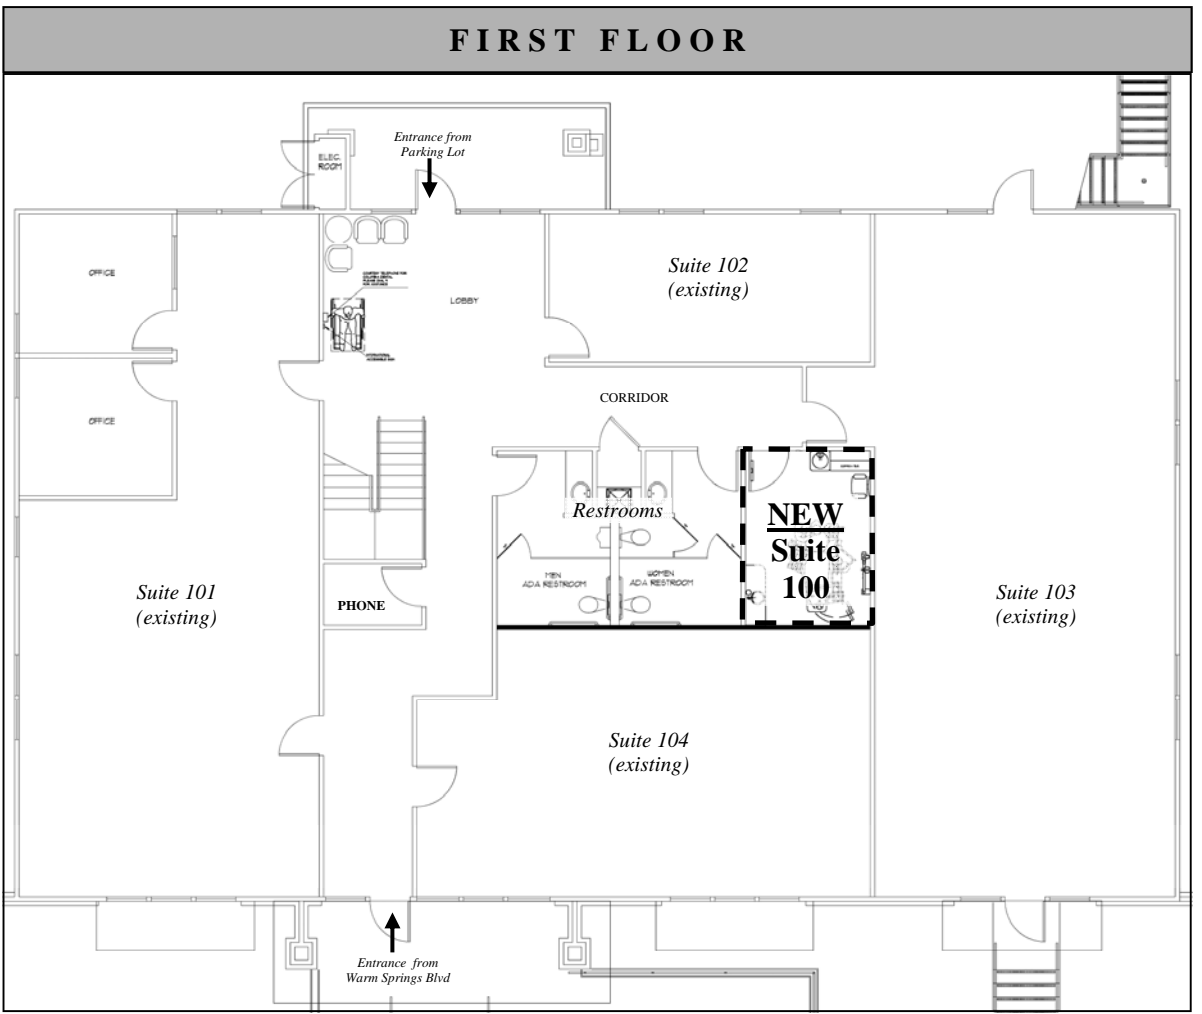 FIRST FLOOR
Entrance from
Parking Lot
ELEC.
ROOM
OFFICE
LOBBY
Suite 102
(existing)
OFFICE
CORRIDOR
Restrooms
NEW
Suite
100
MEN
ADA RESTROOM
WOMEN
ADA RESTROOM
PHONE
Suite 101
(existing)
Suite 103
(existing)
Suite 104
(existing)
Entrance from
Warm Springs Blvd